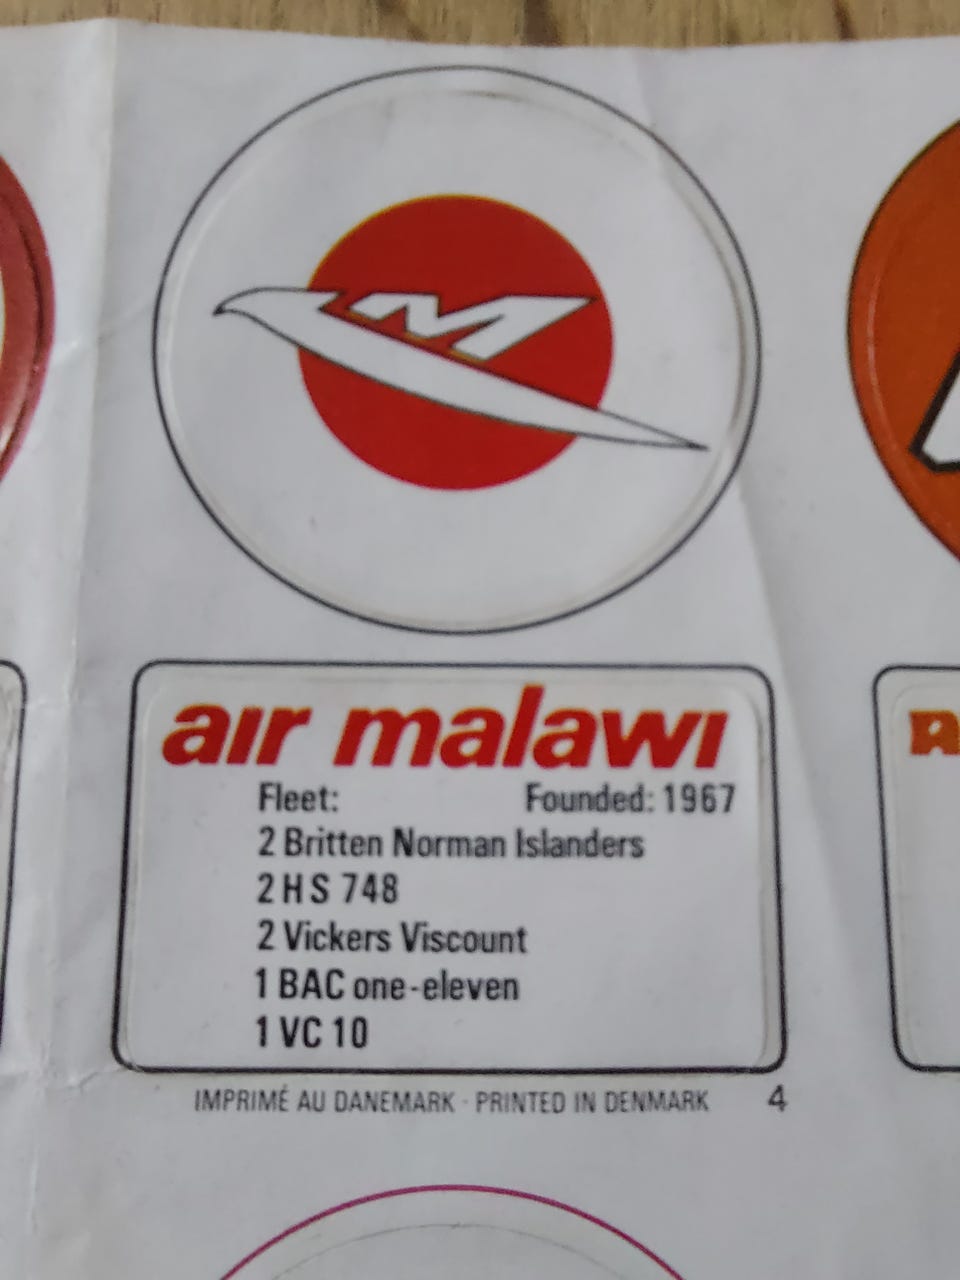 M
air malawi
Fleet: Founded: 1967
2 Britten Norman Islanders
2 HS 748
2 Vickers Viscount
1 BAC one-eleven
1 VC 10
IMPRIMÉ AU DANEMARK · PRINTED IN DENMARK 4